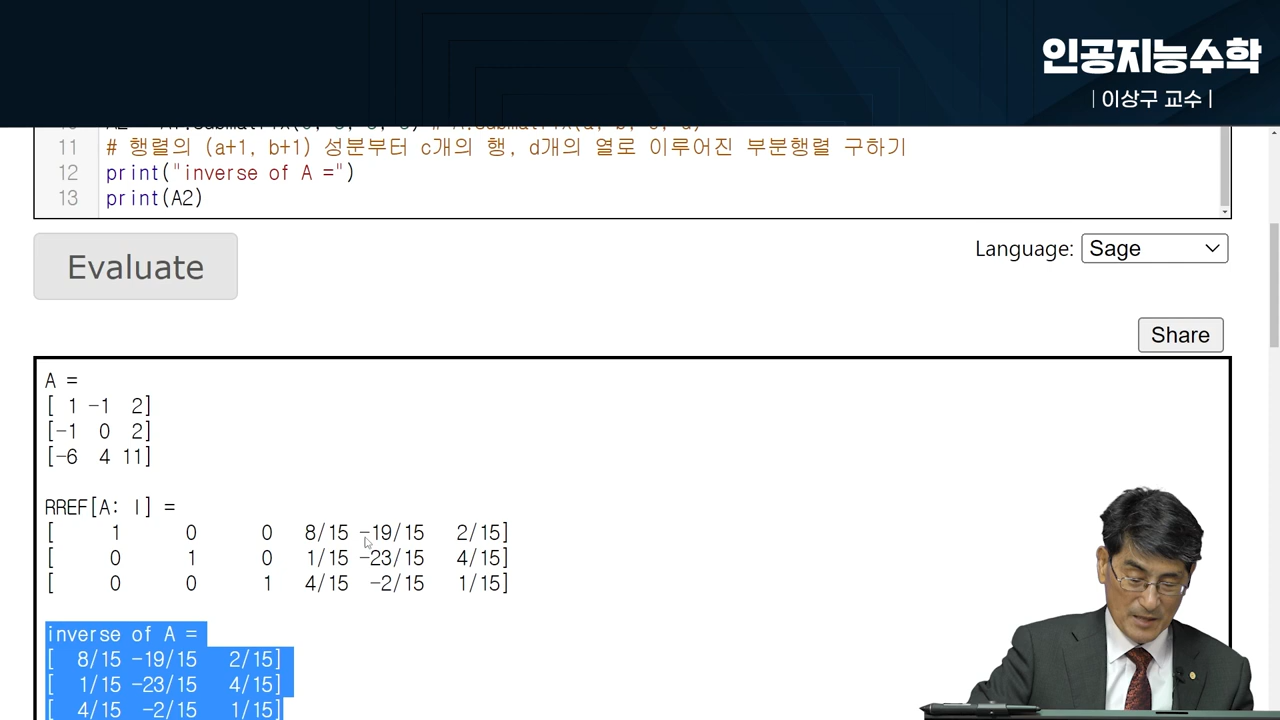 인공지능수학
| 이상구 교수 |
11 # 행렬의 (a+1, b+1) 성분부터 c개의 행, d개의 열로 이루어진 부분행렬 구하기
12 print("inverse of A =")
13 print(A2)
Evaluate
Language: Sage
Share
A =
[ 1 -1 2]
[-1 0 2]
[-6 4 11]
RREF[A: I] =
[ 1 0 0 8/15 -19/15 2/15]
[ 0 1 0 1/15 -23/15 4/15]
[ 0 0 1 4/15 -2/15 1/15]
inverse of A =
[ 8/15 -19/15 2/15]
[ 1/15 -23/15 4/15]
[ 4/15 -2/15 1/15]